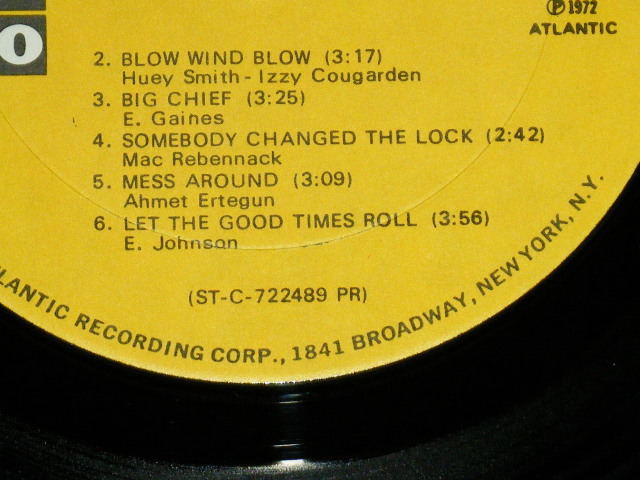 O
Ⓟ 1972
ATLANTIC
2. BLOW WIND BLOW (3:17)
Huey Smith - Izzy Cougarden
3. BIG CHIEF (3:25)
E. Gaines
4. SOMEBODY CHANGED THE LOCK (2:42)
Mac Rebennack
5. MESS AROUND (3:09)
Ahmet Ertegun
6. LET THE GOOD TIMES ROLL (3:56)
E. Johnson
(ST-C-722489 PR)
LANTIC RECORDING CORP., 1841 BROADWAY, NEW YORK, N.Y.